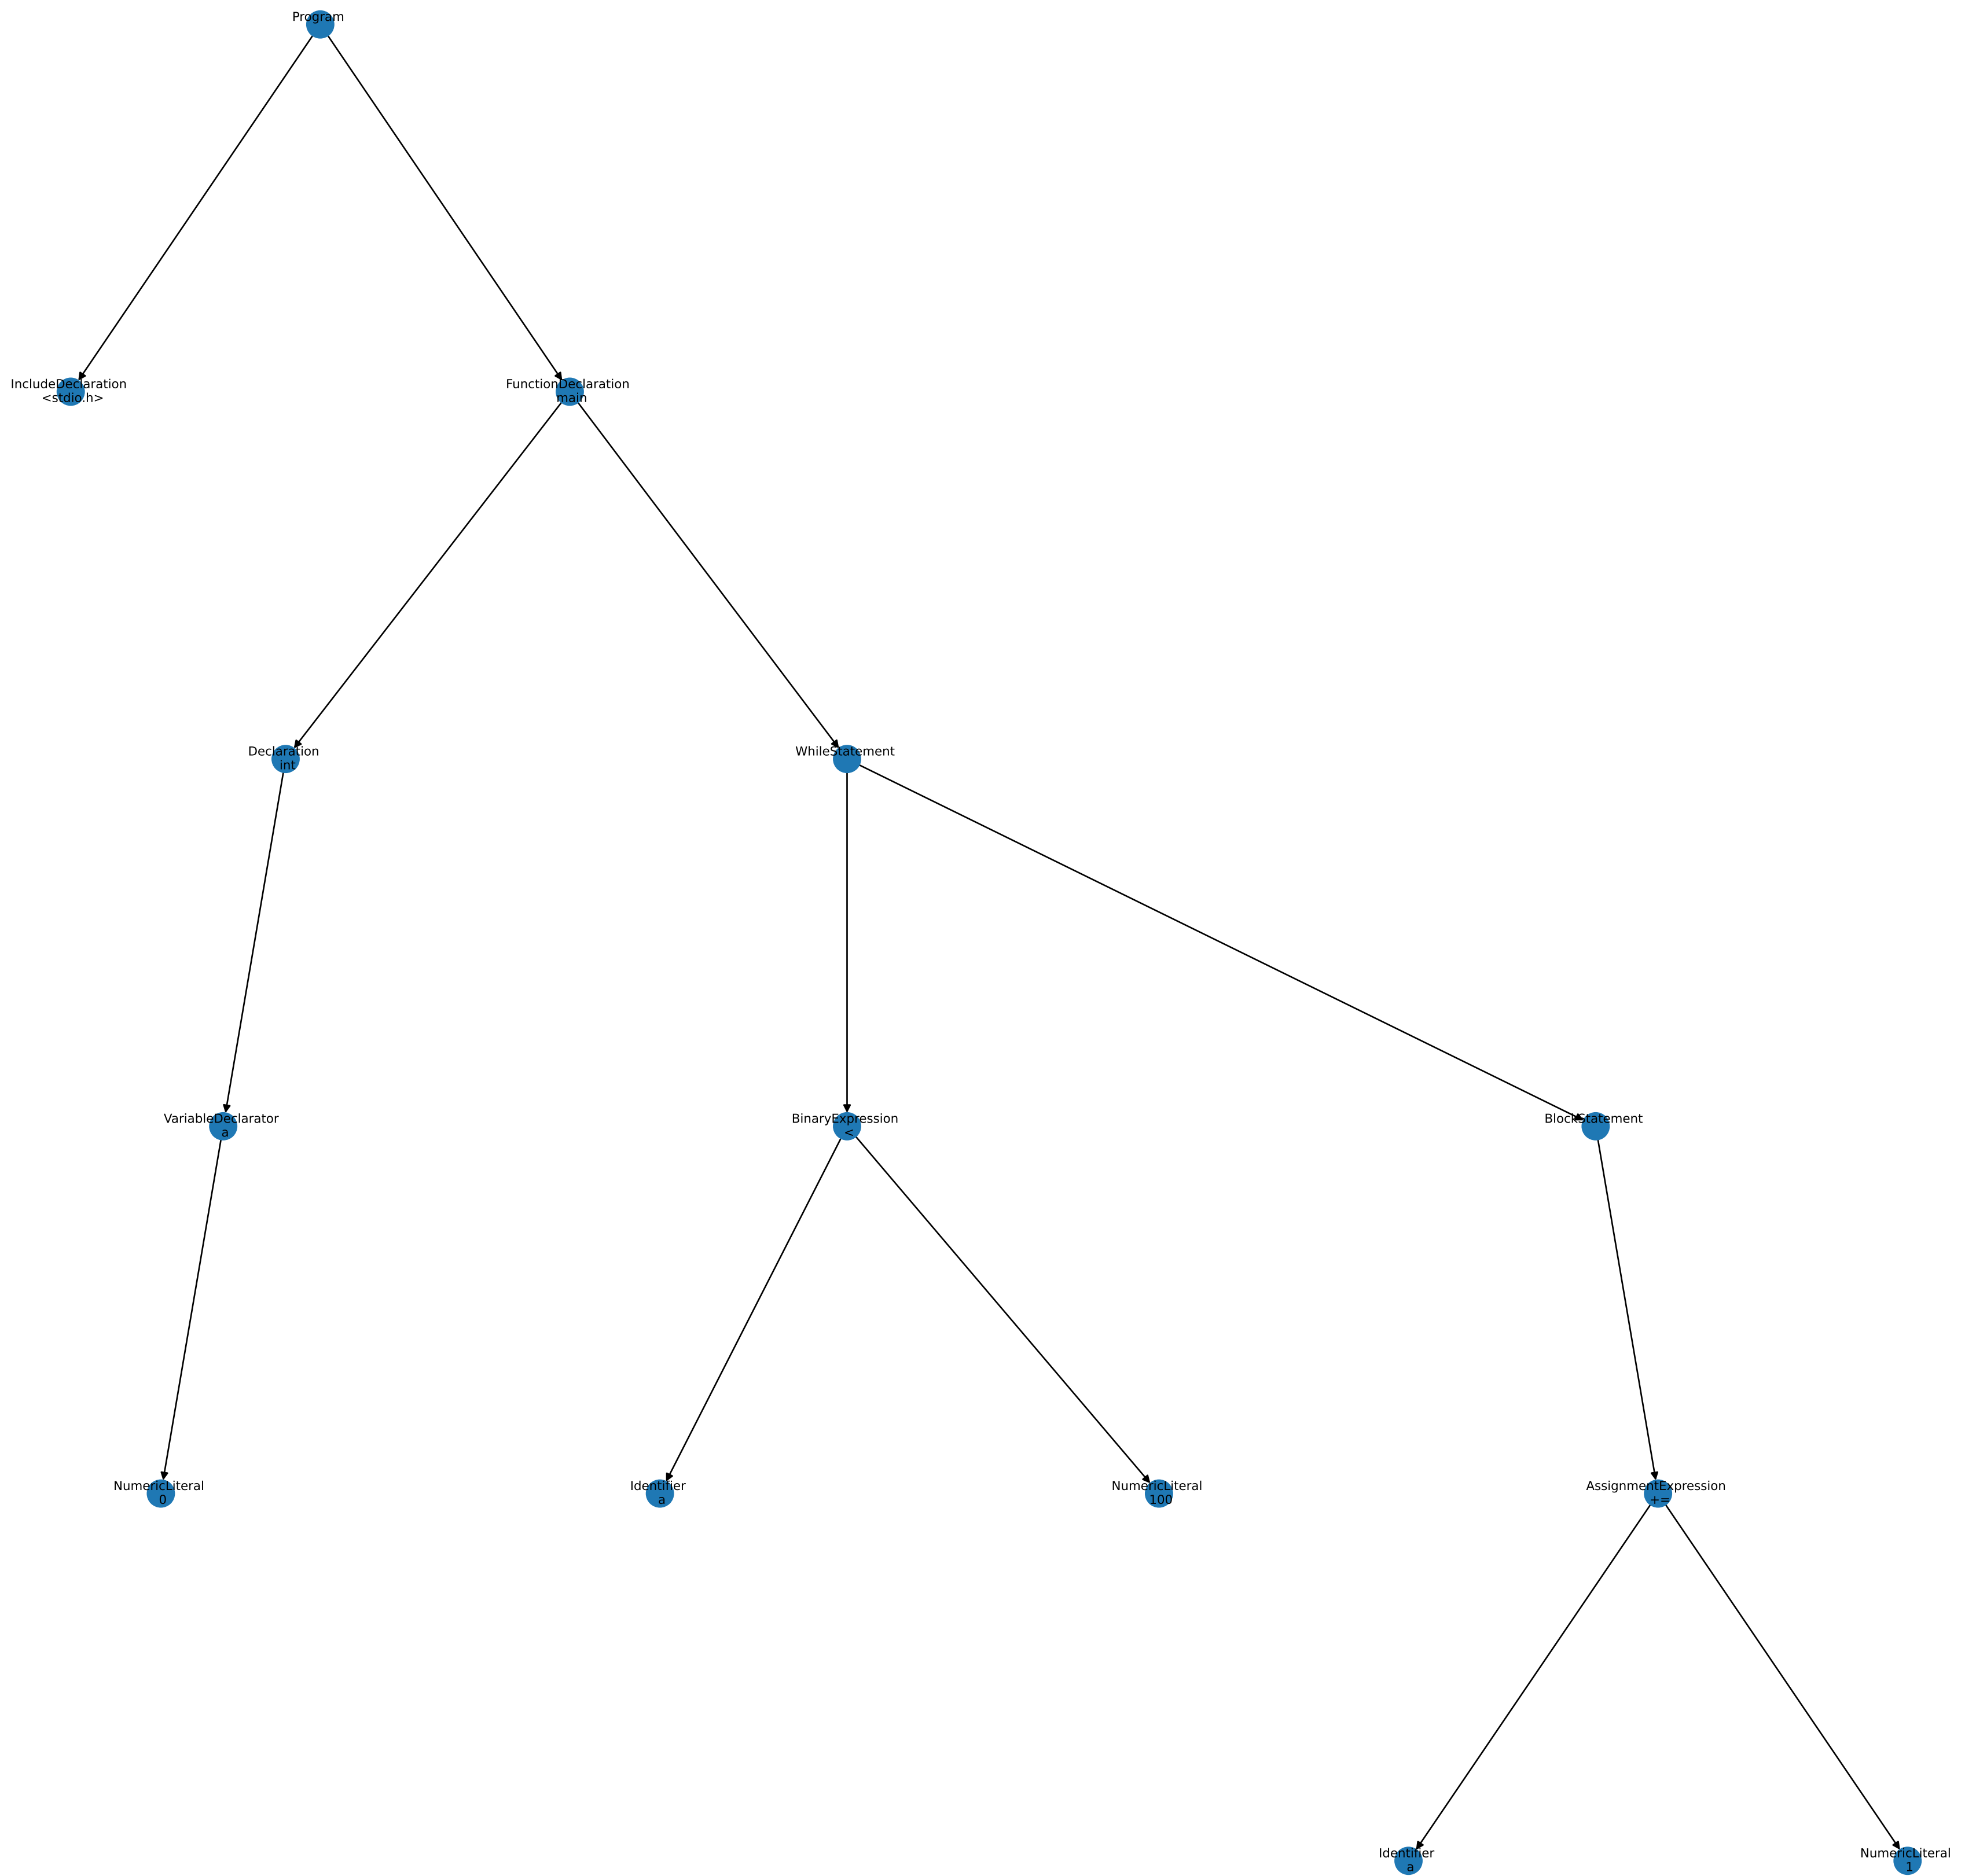 Program
IncludeDeclaration
<stdio.h>
FunctionDeclaration
main
Declaration
int
WhileStatement
VariableDeclarator
a
BinaryExpression
<
BlockStatement
NumericLiteral
0
Identifier
a
NumericLiteral
100
AssignmentExpression
+=
Identifier
a
NumericLiteral
1